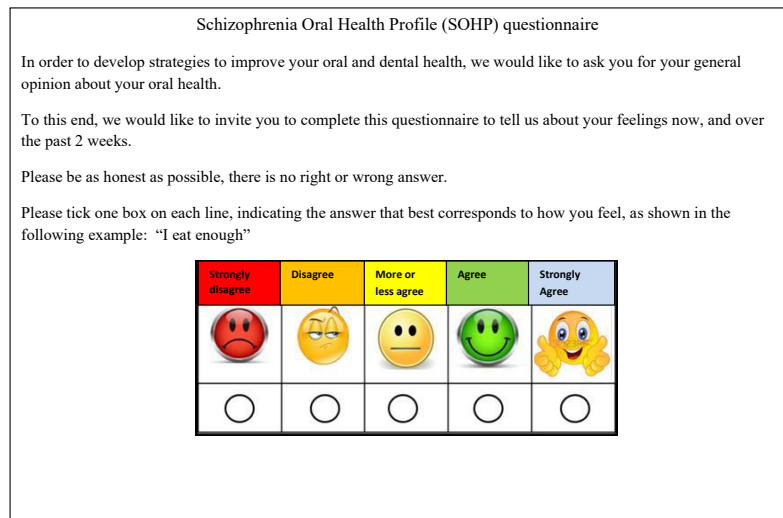 Schizophrenia Oral Health Profile (SOHP) questionnaire
In order to develop strategies to improve your oral and dental health, we would like to ask you for your general
opinion about your oral health.
To this end, we would like to invite you to complete this questionnaire to tell us about your feelings now, and over
the past 2 weeks.
Please be as honest as possible, there is no right or wrong answer.
Please tick one box on each line, indicating the answer that best corresponds to how you feel, as shown in the
following example: “I eat enough”
Strongly disagree
Disagree
More or less agree
Agree
Strongly Agree